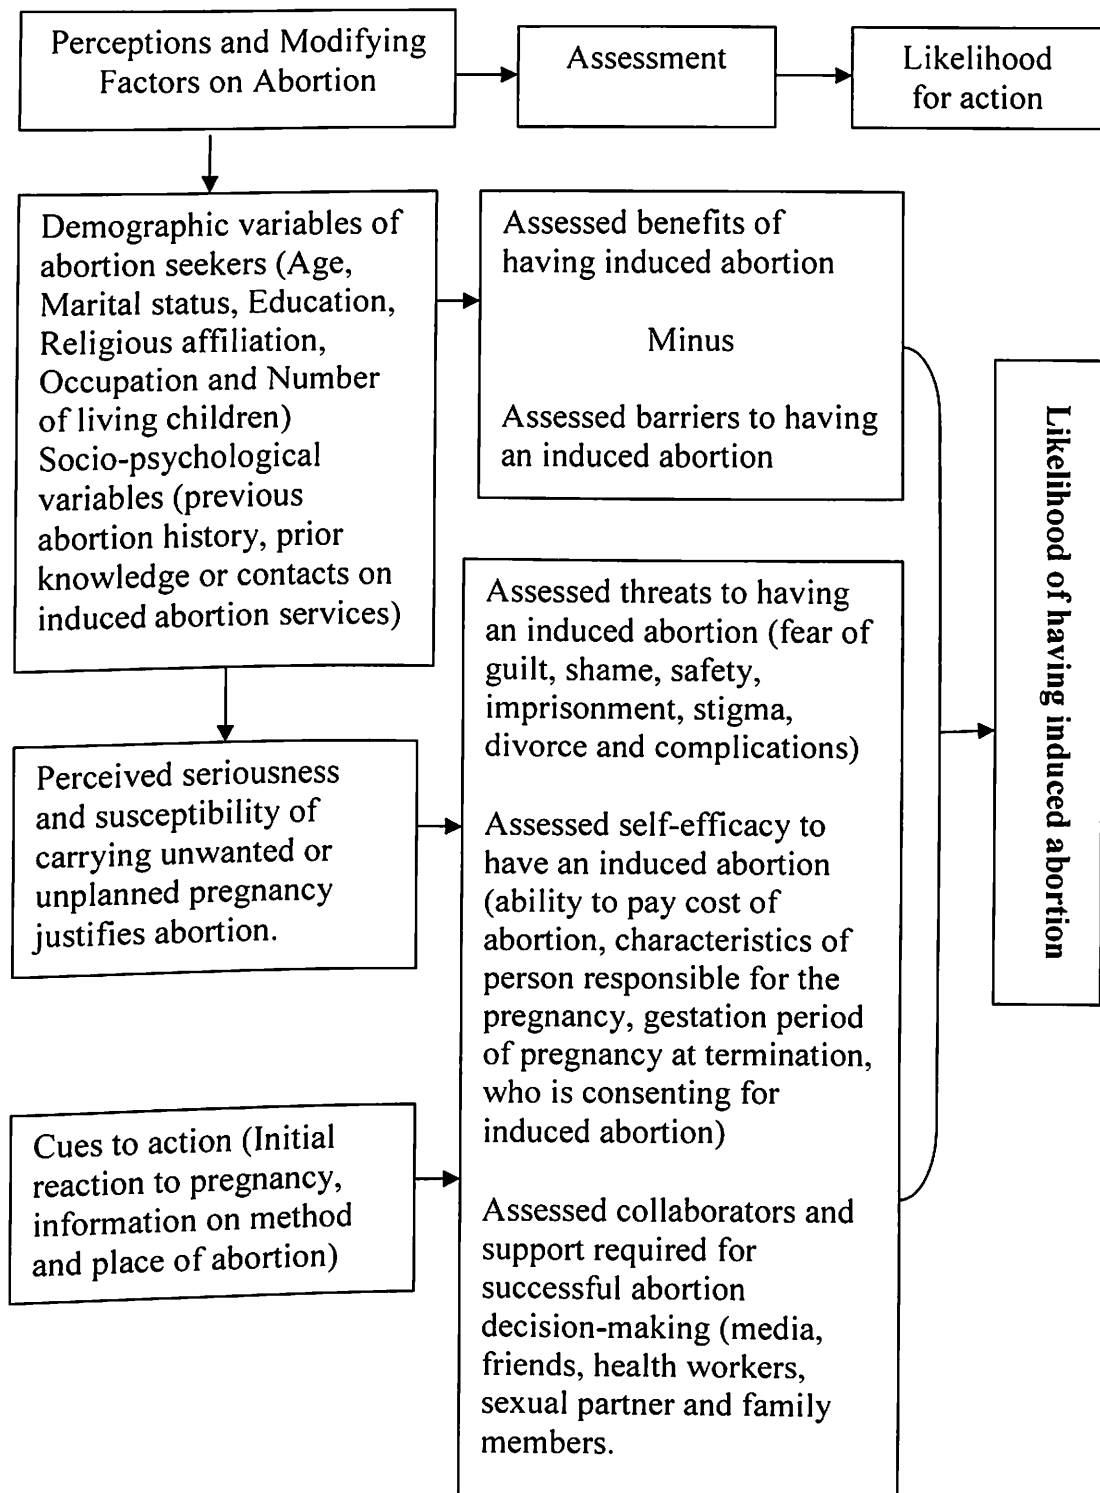 Perceptions and Modifying
Factors on Abortion
Assessment
Likelihood
for action
Demographic variables of
abortion seekers (Age,
Marital status, Education,
Religious affiliation,
Occupation and Number
of living children)
Socio-psychological
variables (previous
abortion history, prior
knowledge or contacts on
induced abortion services)
Assessed benefits of
having induced abortion
Minus
Assessed barriers to having
an induced abortion
Perceived seriousness
and susceptibility of
carrying unwanted or
unplanned pregnancy
justifies abortion.
Cues to action (Initial
reaction to pregnancy,
information on method
and place of abortion)
Assessed threats to having
an induced abortion (fear of
guilt, shame, safety,
imprisonment, stigma,
divorce and complications)
Assessed self-efficacy to
have an induced abortion
(ability to pay cost of
abortion, characteristics of
person responsible for the
pregnancy, gestation period
of pregnancy at termination,
who is consenting for
induced abortion)
Assessed collaborators and
support required for
successful abortion
decision-making (media,
friends, health workers,
sexual partner and family
members.
Likelihood of having induced abortion